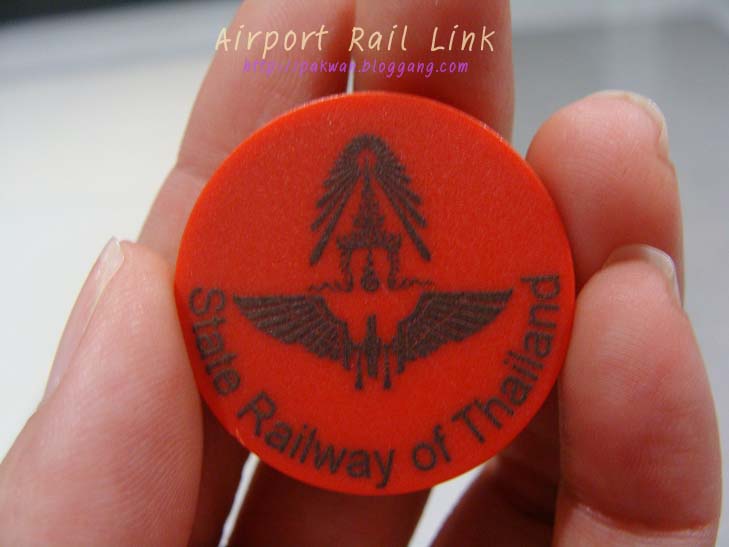 Airport Rail Link
http://pakwan.bloggang.com
State Railway of Thailand